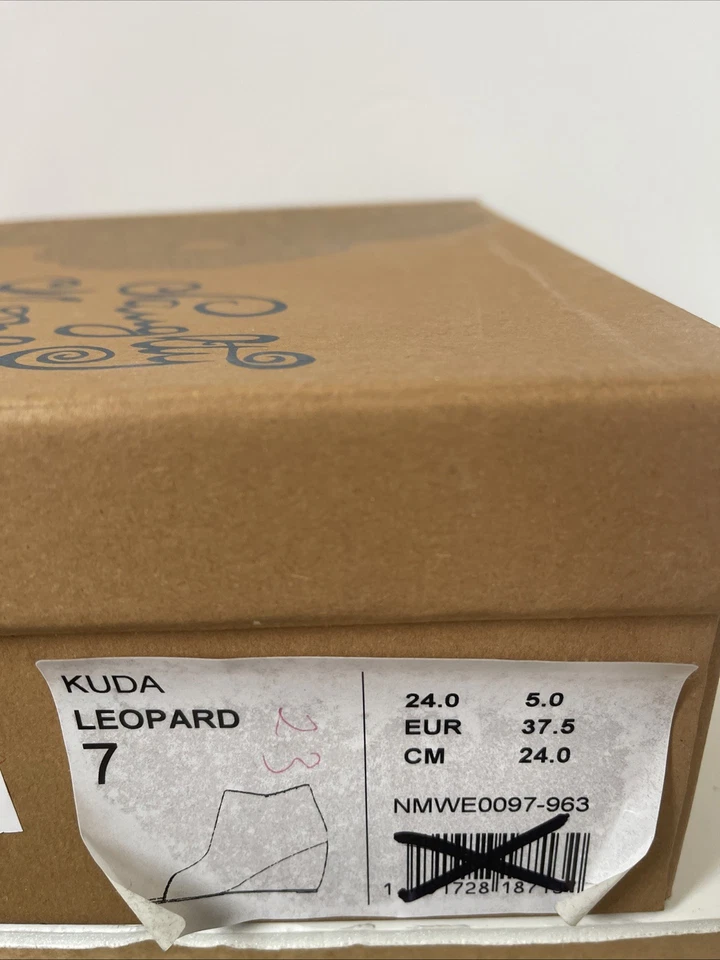 KUDA
LEOPARD
7
23
24.0 5.0
EUR 37.5
CM 24.0
NMWE0097-963